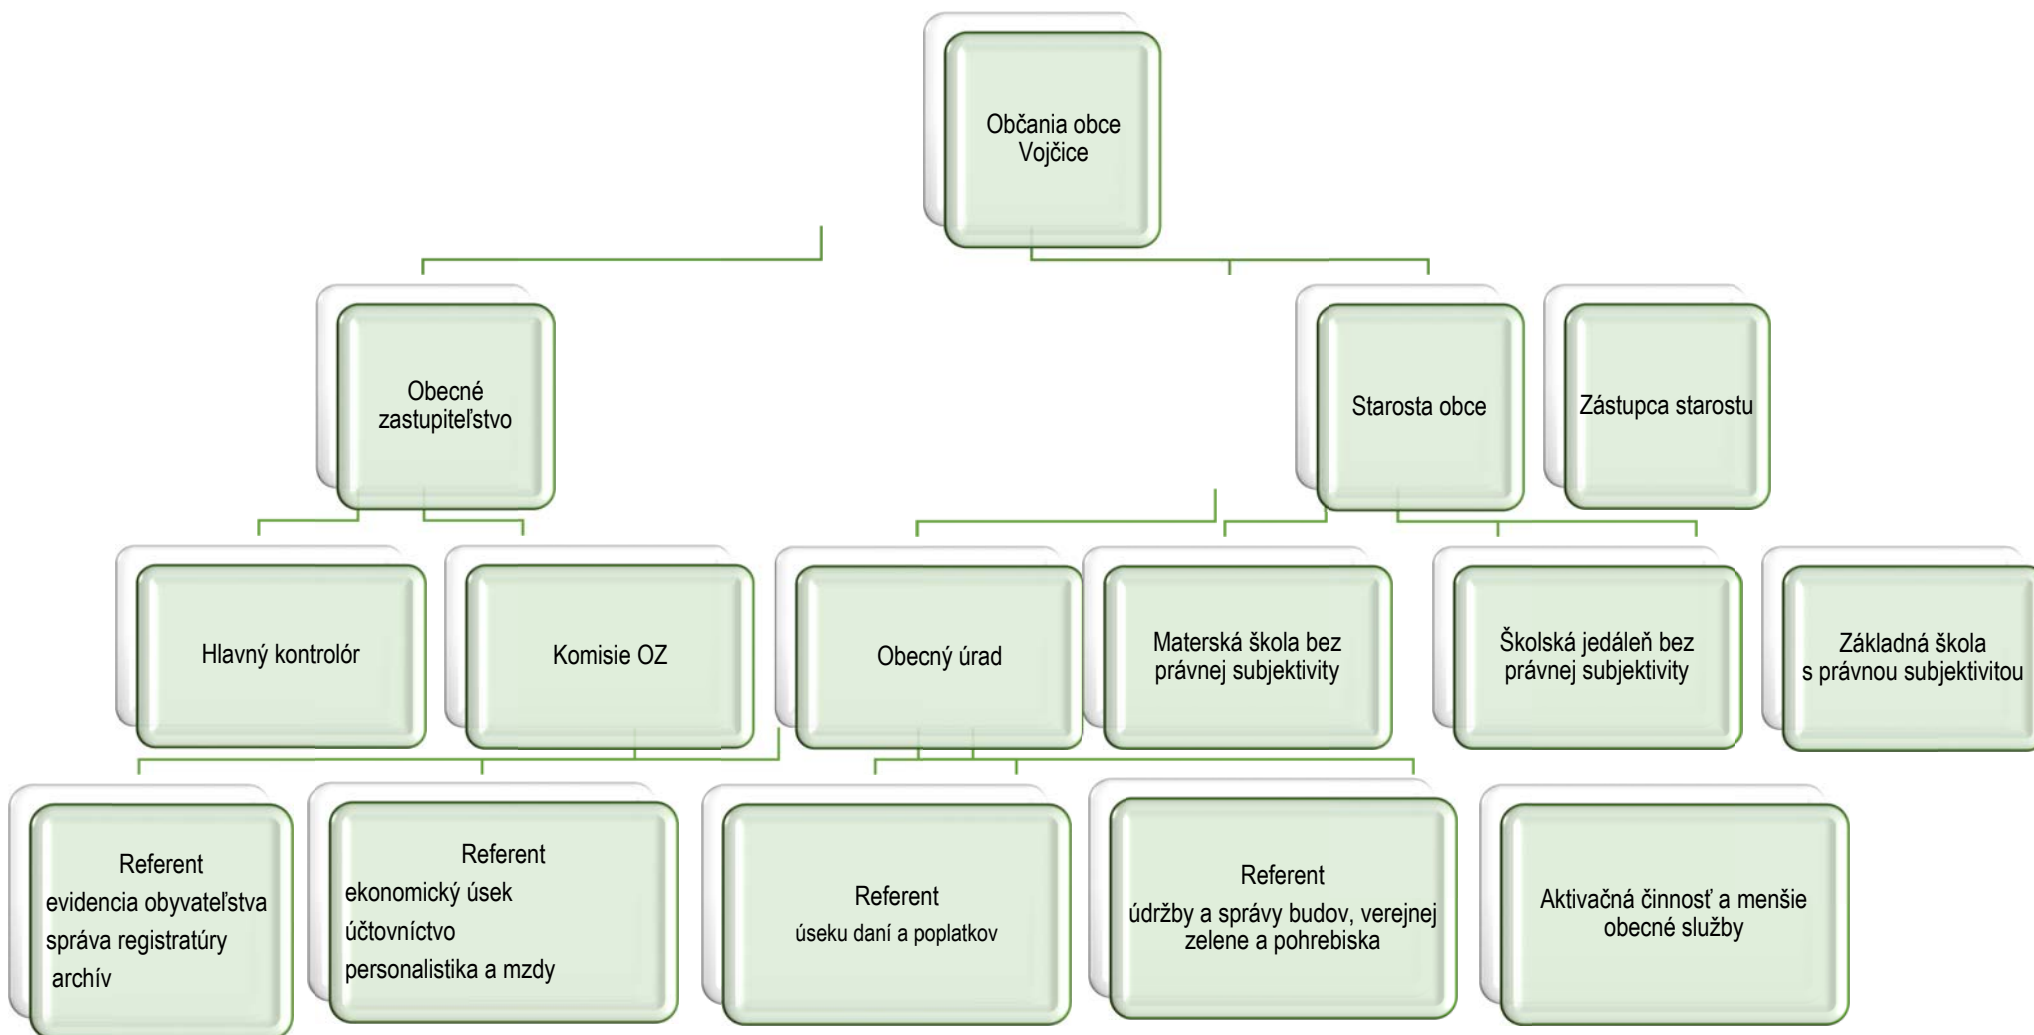 Občania obce
Vojčice
Obecné
zastupiteľstvo
Starosta obce
Zástupca starostu
Hlavný kontrolór
Komisie OZ
Obecný úrad
Materská škola bez
právnej subjektivity
Školská jedáleň bez
právnej subjektivity
Základná škola
s právnou subjektivitou
Referent
evidencia obyvateľstva
správa registratúry
archív
Referent
ekonomický úsek
účtovníctvo
personalistika a mzdy
Referent
úseku daní a poplatkov
Referent
údržby a správy budov, verejnej
zelene a pohrebiska
Aktivačná činnosť a menšie
obecné služby